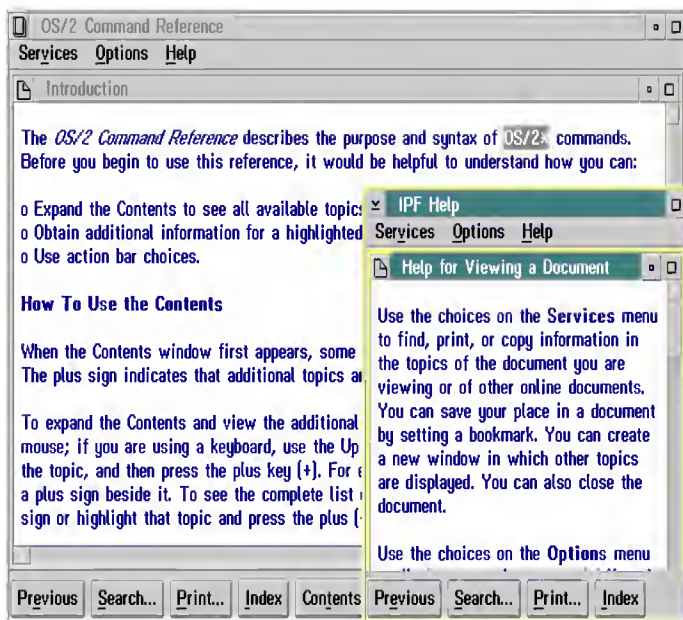 OS/2 Command Reference
Services Options Help
Introduction
The OS/2 Command Reference describes the purpose and syntax of OS/2* commands.
Before you begin to use this reference, it would be helpful to understand how you can:
o Expand the Contents to see all available topics
o Obtain additional information for a highlighted
o Use action bar choices.
How To Use the Contents
When the Contents window first appears, some
The plus sign indicates that additional topics
To expand the Contents and view the additional
mouse; if you are using a keyboard, use the Up
the topic, and then press the plus key (+). For
a plus sign beside it. To see the complete list
sign or highlight that topic and press the plus (
Previous Search... Print... Index Contents
IPF Help
Services Options Help
Help for Viewing a Document
Use the choices on the Services menu
to find, print, or copy information in
the topics of the document you are
viewing or of other online documents.
You can save your place in a document
by setting a bookmark. You can create
a new window in which other topics
are displayed. You can also close the
document.
Use the choices on the Options menu
Previous Search... Print... Index